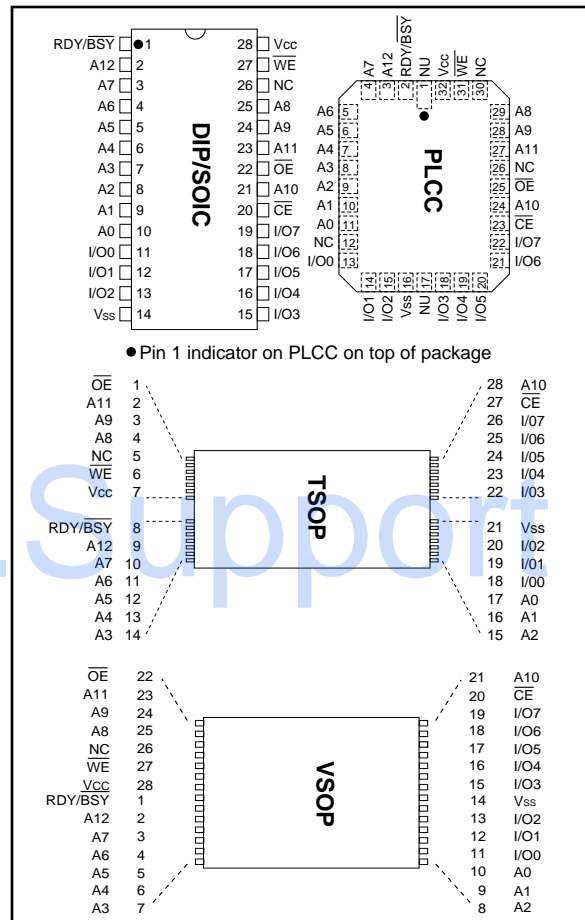 RDY/BSY 1 28 Vcc
A12 2 27 WE
A7 3 26 NC
A6 4 25 A8
A5 5 24 A9
A4 6 23 A11
A3 7 22 OE
A2 8 21 A10
A1 9 20 CE
A0 10 19 I/O7
I/O0 11 18 I/O6
I/O1 12 17 I/O5
I/O2 13 16 I/O4
Vss 14 15 I/O3
DIP/SOIC
A7 A12 RDY/BSY NU Vcc WE NC
4 3 2 1 32 31 30
A6 5 29 A8
A5 6 28 A9
A4 7 27 A11
A3 8 26 NC
A2 9 25 OE
A1 10 24 A10
A0 11 23 CE
NC 12 22 I/O7
I/O0 13 21 I/O6
14 15 16 17 18 19 20
I/O1 I/O2 Vss NU I/O3 I/O4 I/O5
PLCC
● Pin 1 indicator on PLCC on top of package
OE 1 28 A10
A11 2 27 CE
A9 3 26 I/07
A8 4 25 I/06
NC 5 24 I/05
WE 6 23 I/04
Vcc 7 22 I/03
RDY/BSY 8 21 Vss
A12 9 20 I/02
A7 10 19 I/01
A6 11 18 I/00
A5 12 17 A0
A4 13 16 A1
A3 14 15 A2
TSOP
.Support
OE 22 21 A10
A11 23 20 CE
A9 24 19 I/O7
A8 25 18 I/O6
NC 26 17 I/O5
WE 27 16 I/O4
Vcc 28 15 I/O3
RDY/BSY 1 14 Vss
A12 2 13 I/O2
A7 3 12 I/O1
A6 4 11 I/O0
A5 5 10 A0
A4 6 9 A1
A3 7 8 A2
VSOP